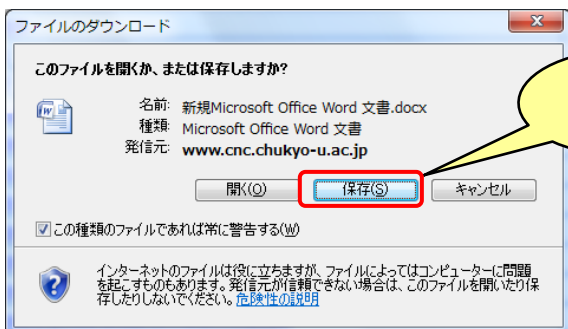 ファイルのダウンロード
このファイルを開くか、または保存しますか?
名前: 新規Microsoft Office Word 文書.docx
種類: Microsoft Office Word 文書
発信元: www.cnc.chukyo-u.ac.jp
開く(O) 保存(S) キャンセル
この種類のファイルであれば常に警告する(W)
インターネットのファイルは役に立ちますが、ファイルによってはコンピューターに問題
を起こすものもあります。発信元が信頼できない場合は、このファイルを開いたり保
存したりしないでください。危険性の説明